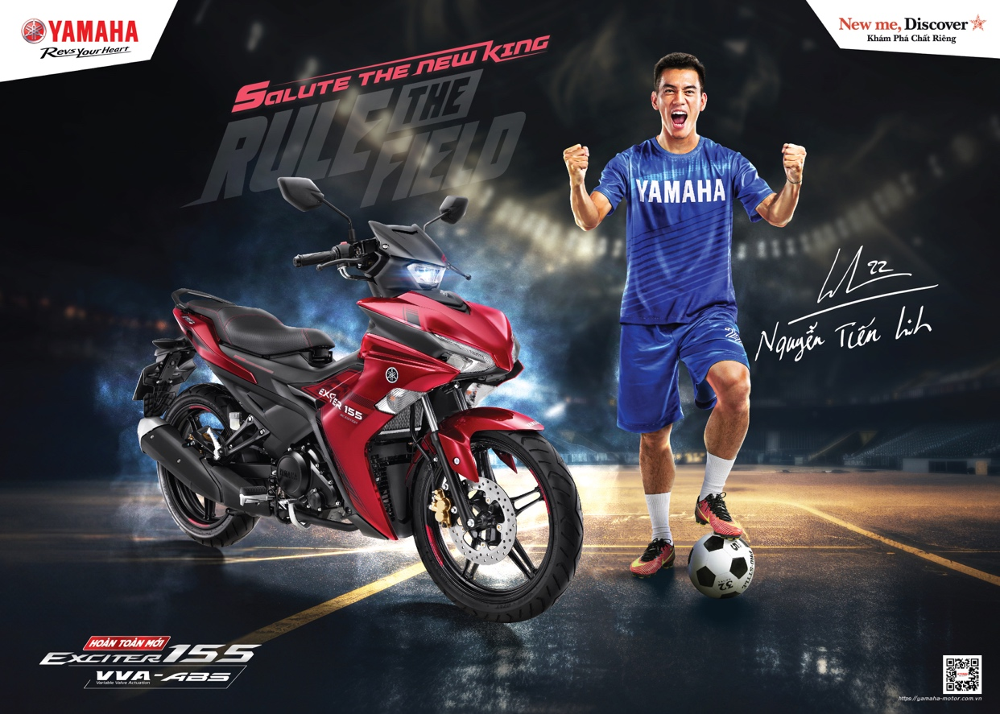 YAMAHA
Revs Your Heart
New me, Discover
Khám Phá Chất Riêng
SALUTE THE NEW KING
RULE THE
FIELD
YAMAHA
22
Nguyễn Tiến Linh
EXCITER 155
HOÀN TOÀN MỚI
EXCITER 155
VVA-ABS
Variable Valve Actuation
32
https://yamaha-motor.com.vn